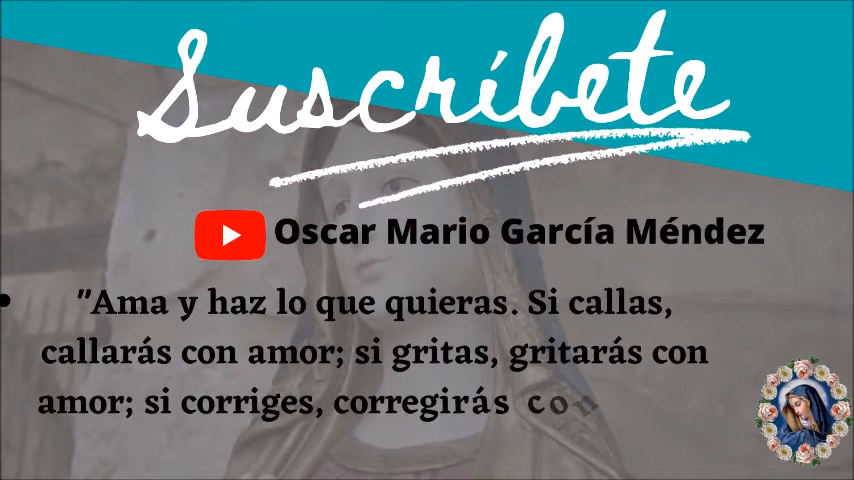 Suscríbete
Oscar Mario García Méndez
• "Ama y haz lo que quieras. Si callas,
callarás con amor; si gritas, gritarás con
amor; si corriges, corregirás con